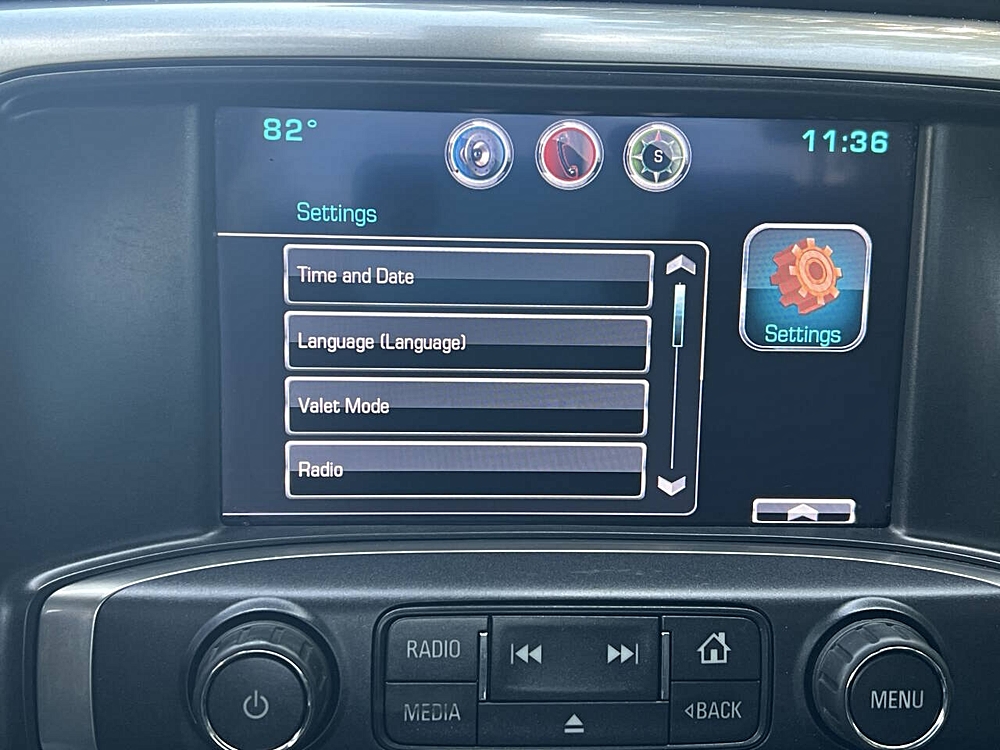 82°
S
11:36
Settings
Time and Date
Language (Language)
Valet Mode
Radio
Settings
RADIO
MEDIA
BACK
MENU